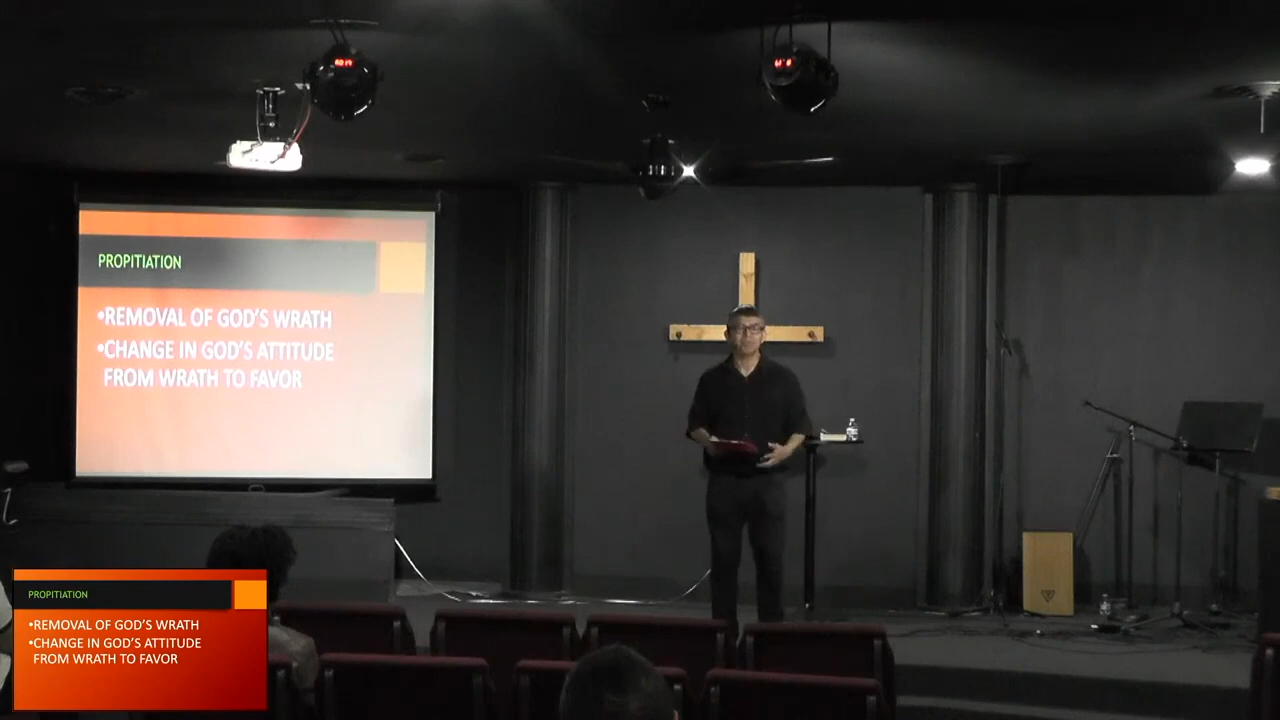 PROPITIATION
•REMOVAL OF GOD'S WRATH
•CHANGE IN GOD'S ATTITUDE
FROM WRATH TO FAVOR
PROPITIATION
•REMOVAL OF GOD'S WRATH
•CHANGE IN GOD'S ATTITUDE
FROM WRATH TO FAVOR